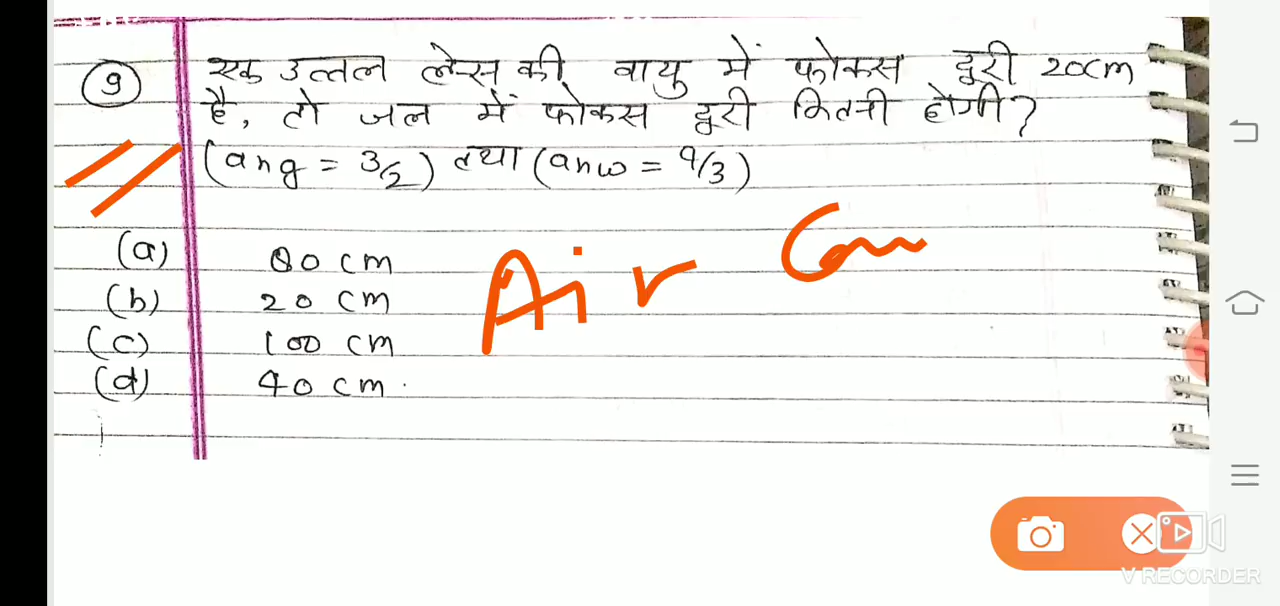 9
एक उत्तल लेन्स की वायु में फोकस दूरी 20cm
है, तो जल में फोकस दूरी कितनी होगी?
(ang = 3/2) तथा (anw = 4/3)
(a) 80 cm
(b) 20 cm
(c) 100 cm
(d) 40 cm.
Air
V RECORDER